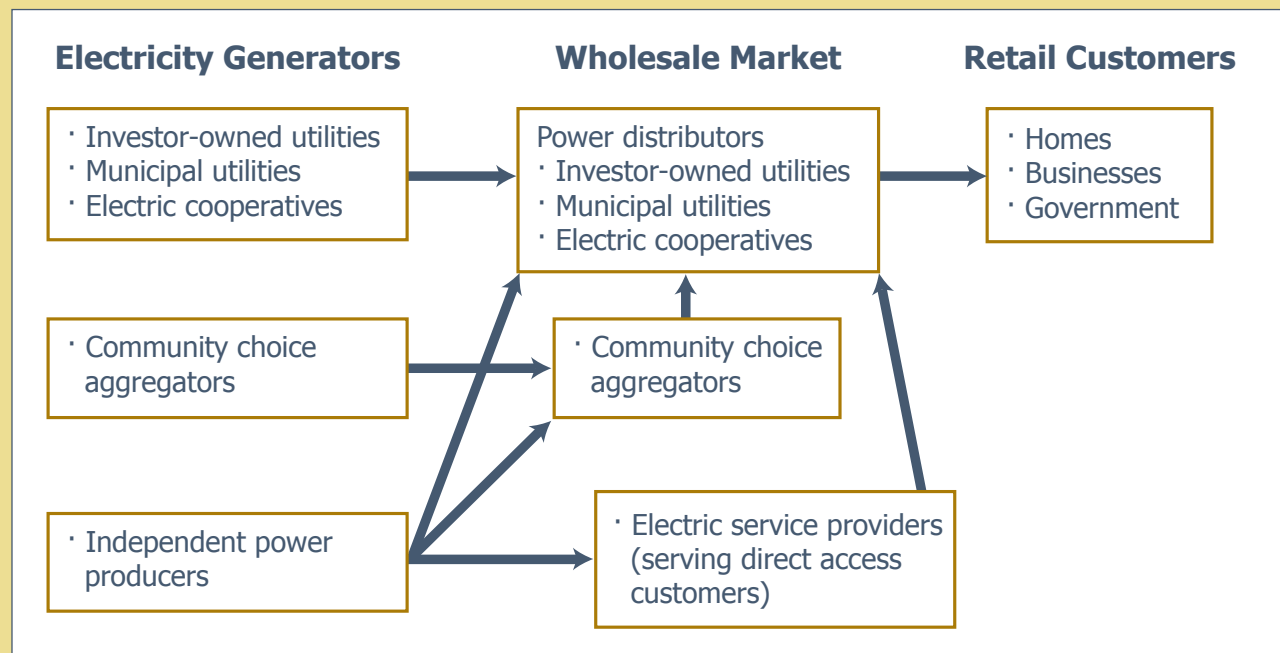 Electricity Generators
Wholesale Market
Retail Customers
· Investor-owned utilities
· Municipal utilities
· Electric cooperatives
Power distributors
· Investor-owned utilities
· Municipal utilities
· Electric cooperatives
· Homes
· Businesses
· Government
· Community choice
aggregators
· Community choice
aggregators
· Independent power
producers
· Electric service providers
(serving direct access
customers)